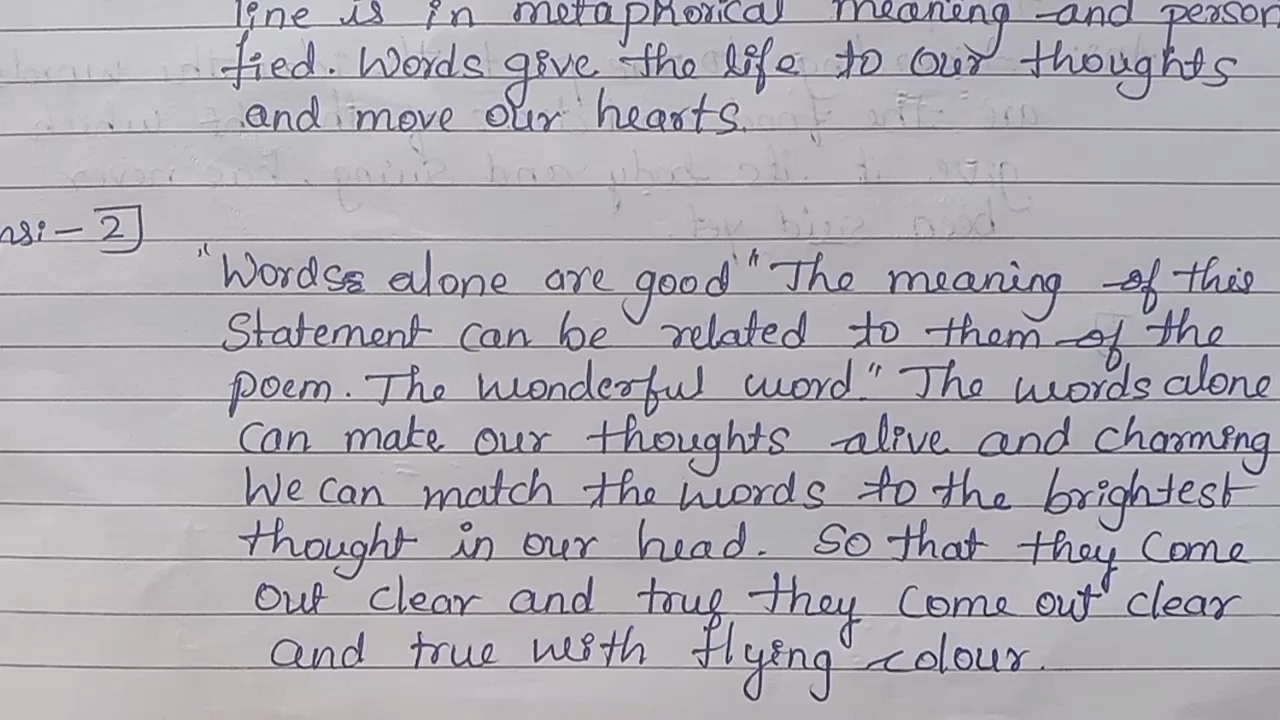 line is in metaphorical meaning and person
fied. Words give the life to our thoughts
and move our hearts.
ns:- 2
"Words alone are good" The meaning of this
Statement can be related to them of the
poem. The wonderful word." The words alone
can make our thoughts alive and charming
We can match the words to the brightest
thought in our head. So that they come
out clear and true they come out clear
and true with flying colour.